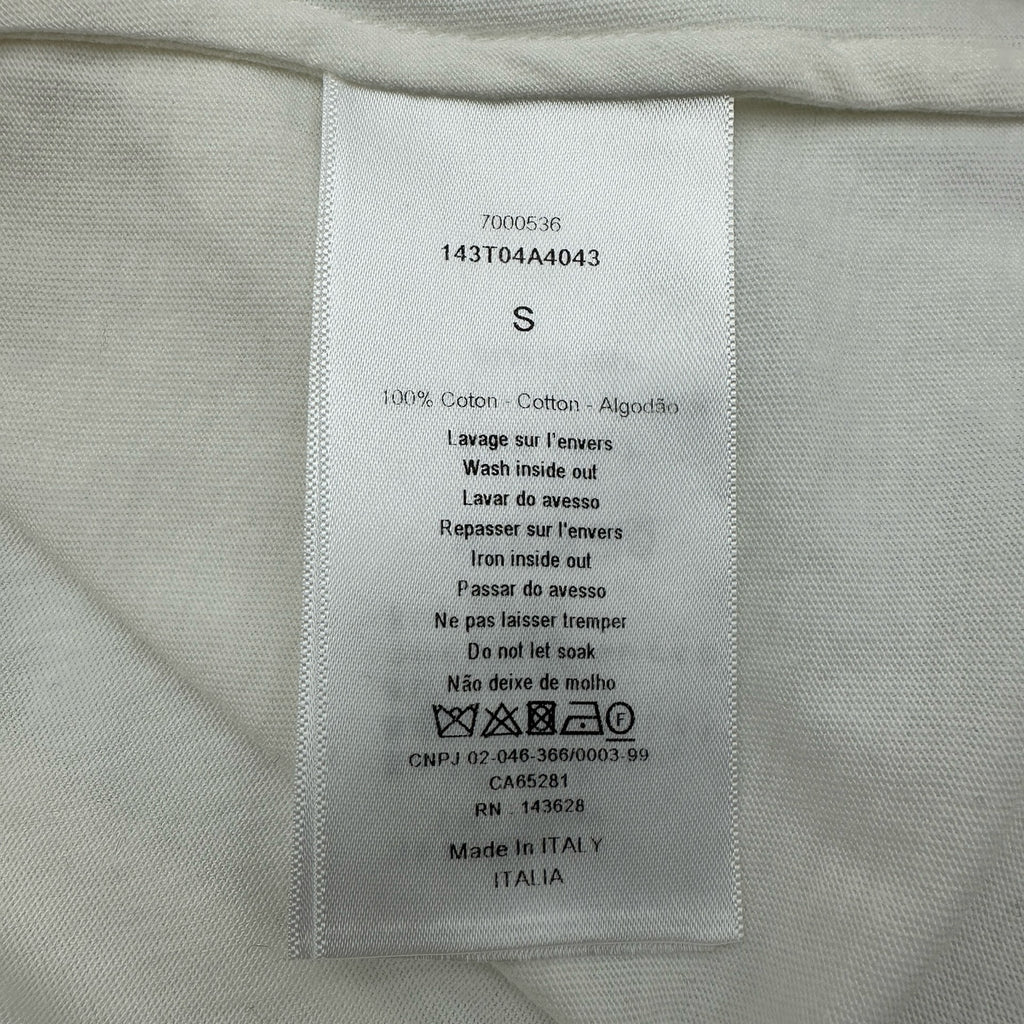 7000536
143T04A4043
S
100% Coton - Cotton - Algodão
Lavage sur l'envers
Wash inside out
Lavar do avesso
Repasser sur l'envers
Iron inside out
Passar do avesso
Ne pas laisser tremper
Do not let soak
Não deixe de molho
F
CNPJ 02-046-366/0003-99
CA65281
RN . 143628
Made In ITALY
ITALIA